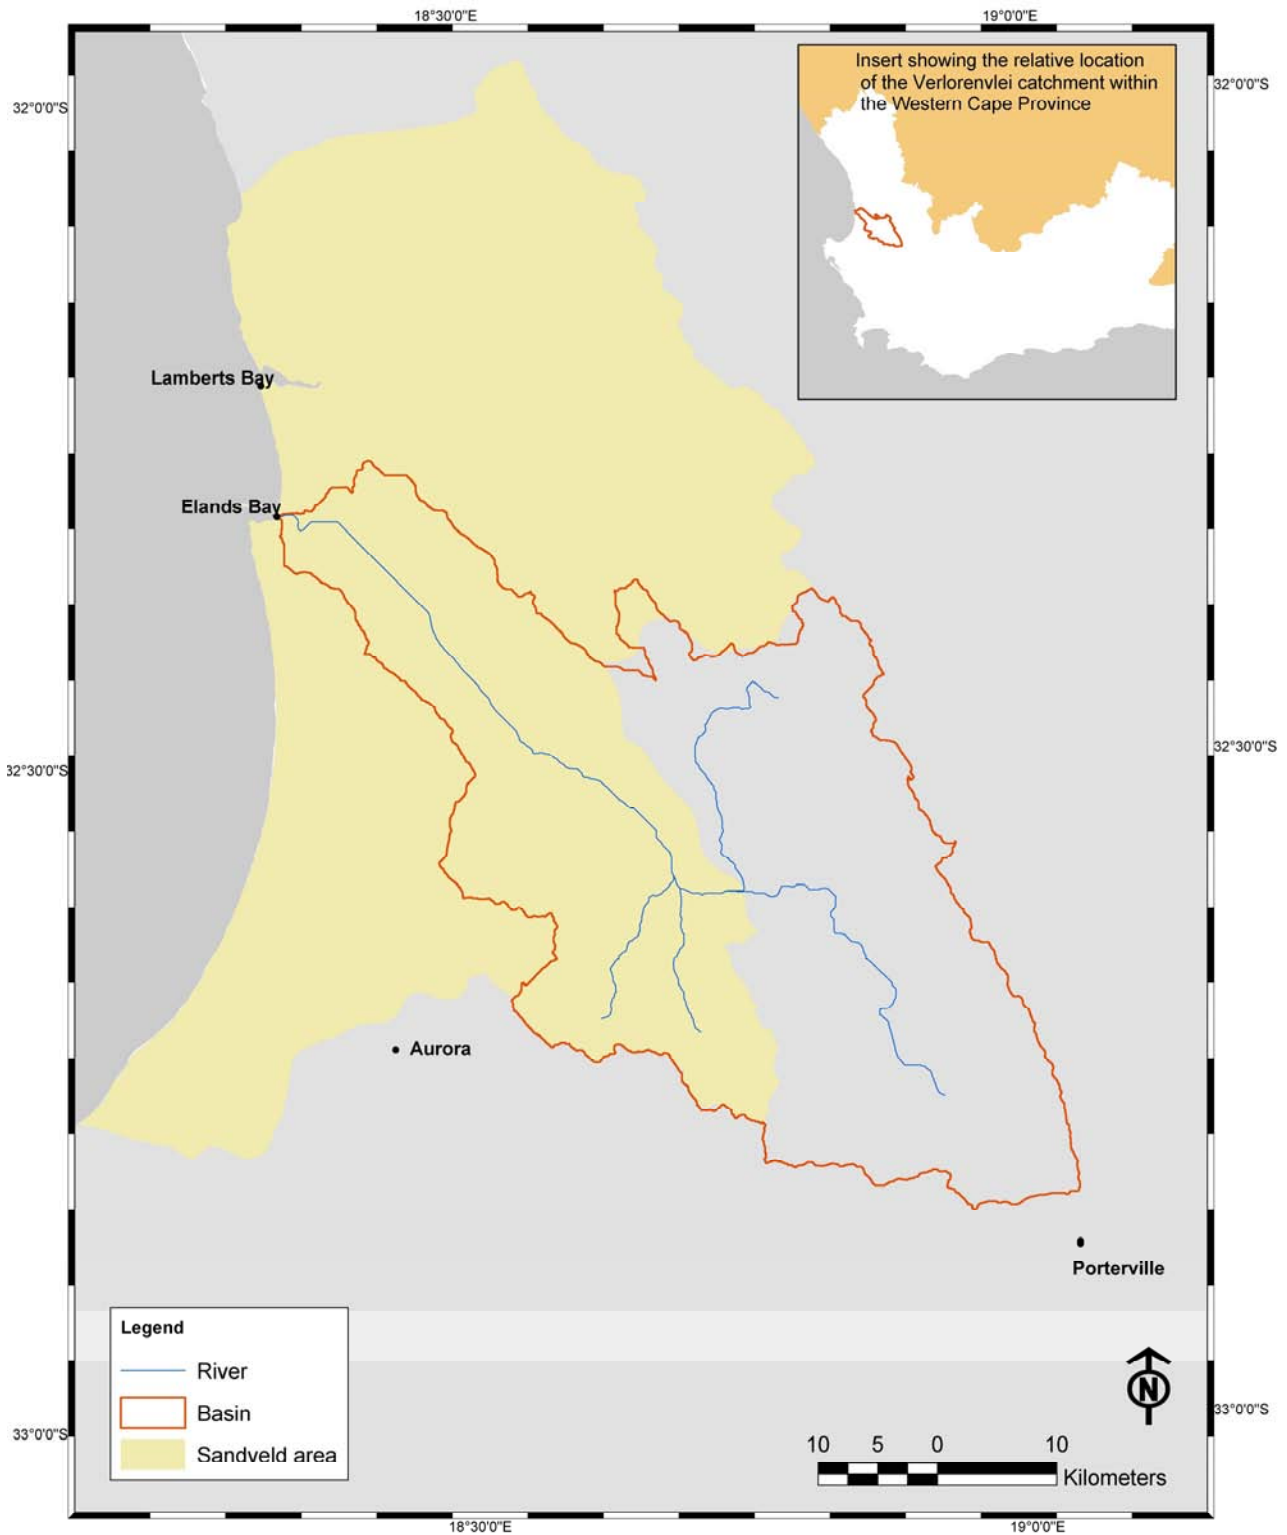 18°30'0"E
19°0'0"E
Insert showing the relative location
of the Verlorenvlei catchment within
the Western Cape Province
32°0'0"S
32°0'0"S
Lamberts Bay
Elands Bay
32°30'0"S
32°30'0"S
Aurora
Porterville
Legend
River
Basin
Sandveld area
N
33°0'0"S
33°0'0"S
10 5 0 10
Kilometers
18°30'0"E
19°0'0"E